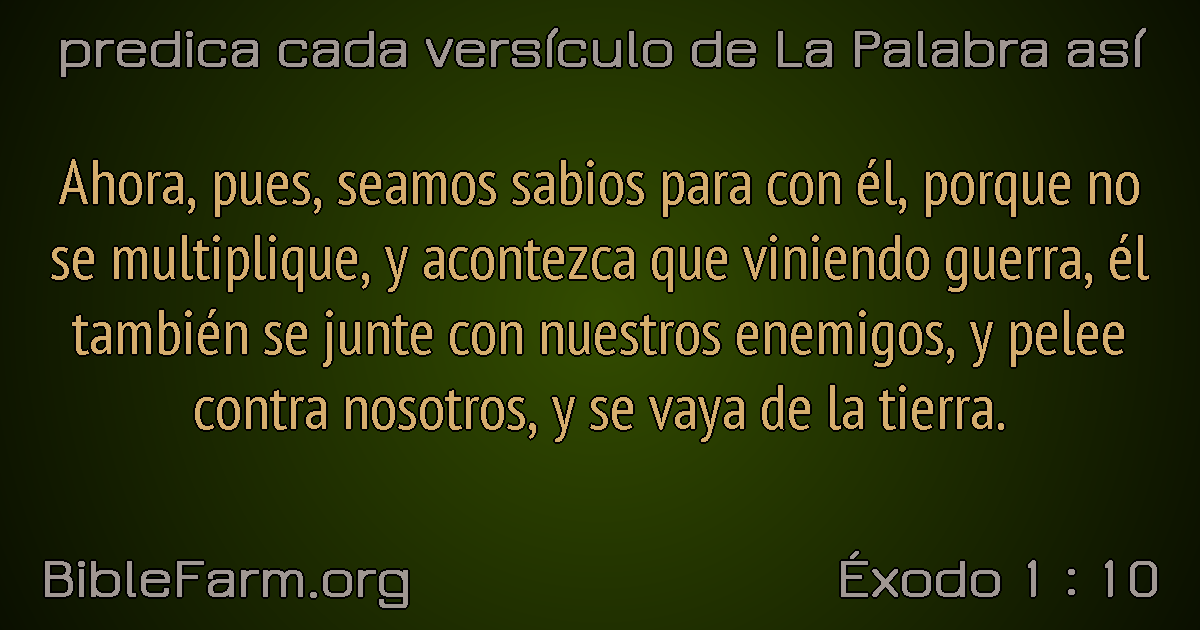 predica cada versículo de La Palabra así
Ahora, pues, seamos sabios para con él, porque no
se multiplique, y acontezca que viniendo guerra, él
también se junte con nuestros enemigos, y pelee
contra nosotros, y se vaya de la tierra.
BibleFarm.org
Éxodo 1 : 10